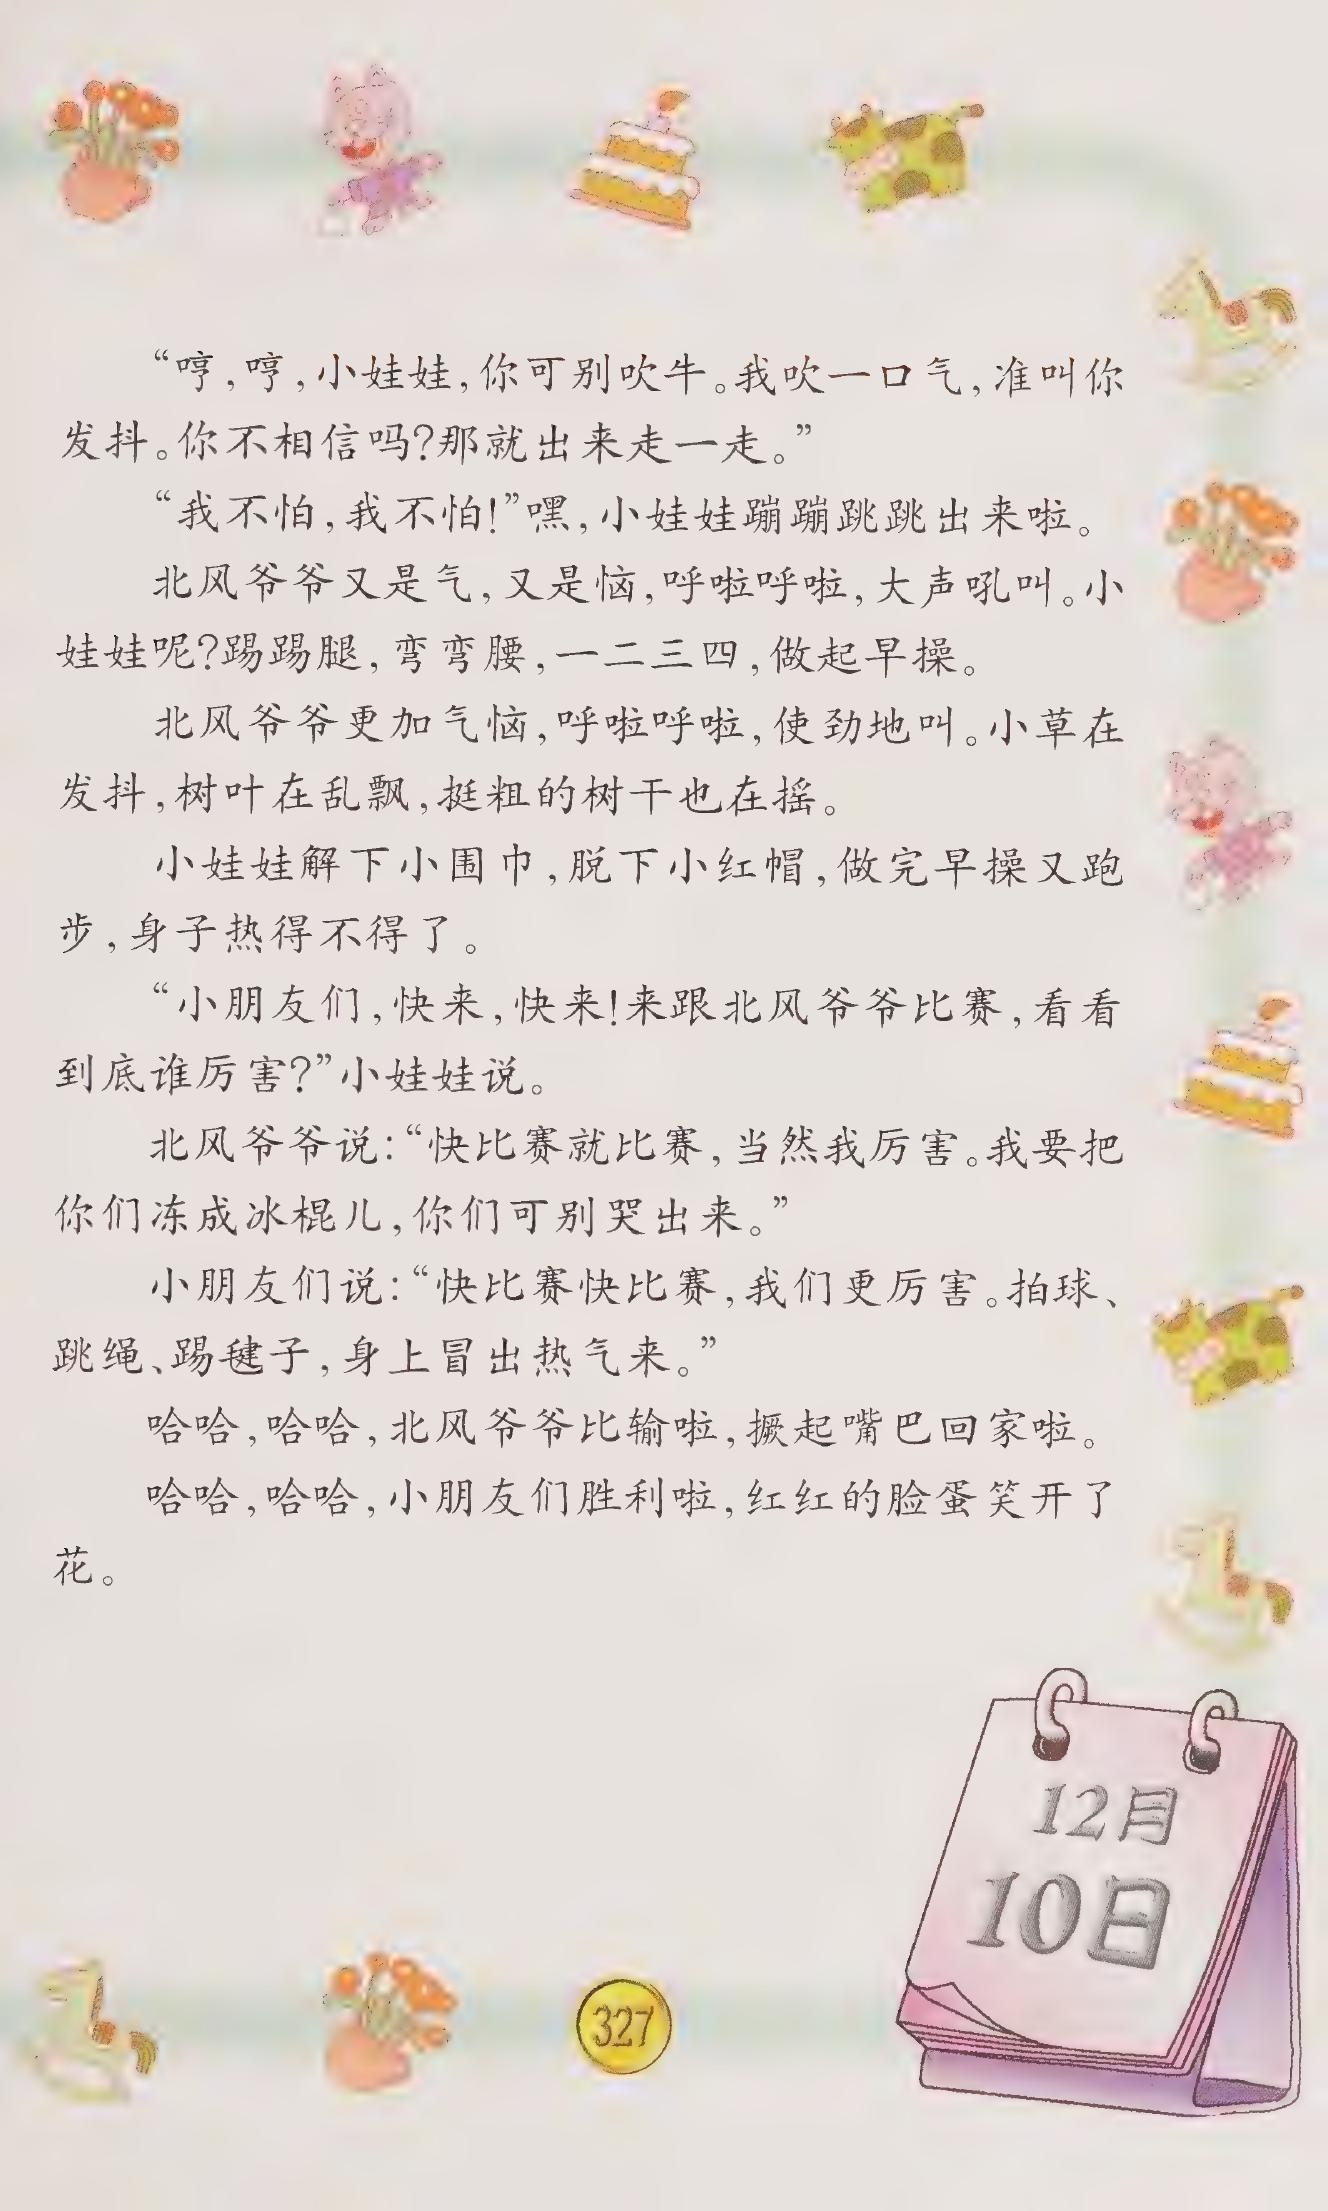 “哼，哼，小娃娃，你可别吹牛。我吹一口气，准叫你
发抖。你不相信吗？那就出来走一走。”
“我不怕，我不怕！”嘿，小娃娃蹦蹦跳跳出来啦。
北风爷爷又是气，又是恼，呼啦呼啦，大声吼叫。小
娃娃呢？踢踢腿，弯弯腰，一二三四，做起早操。
北风爷爷更加气恼，呼啦呼啦，使劲地叫。小草在
发抖，树叶在乱飘，挺粗的树干也在摇。
小娃娃解下小围巾，脱下小红帽，做完早操又跑
步，身子热得不得了。
“小朋友们，快来，快来！来跟北风爷爷比赛，看看
到底谁厉害？”小娃娃说。
北风爷爷说：“快比赛就比赛，当然我厉害。我要把
你们冻成冰棍儿，你们可别哭出来。”
小朋友们说：“快比赛快比赛，我们更厉害。拍球、
跳绳、踢毽子，身上冒出热气来。”
哈哈，哈哈，北风爷爷比输啦，撅起嘴巴回家啦。
哈哈，哈哈，小朋友们胜利啦，红红的脸蛋笑开了
花。
12月
10日
327